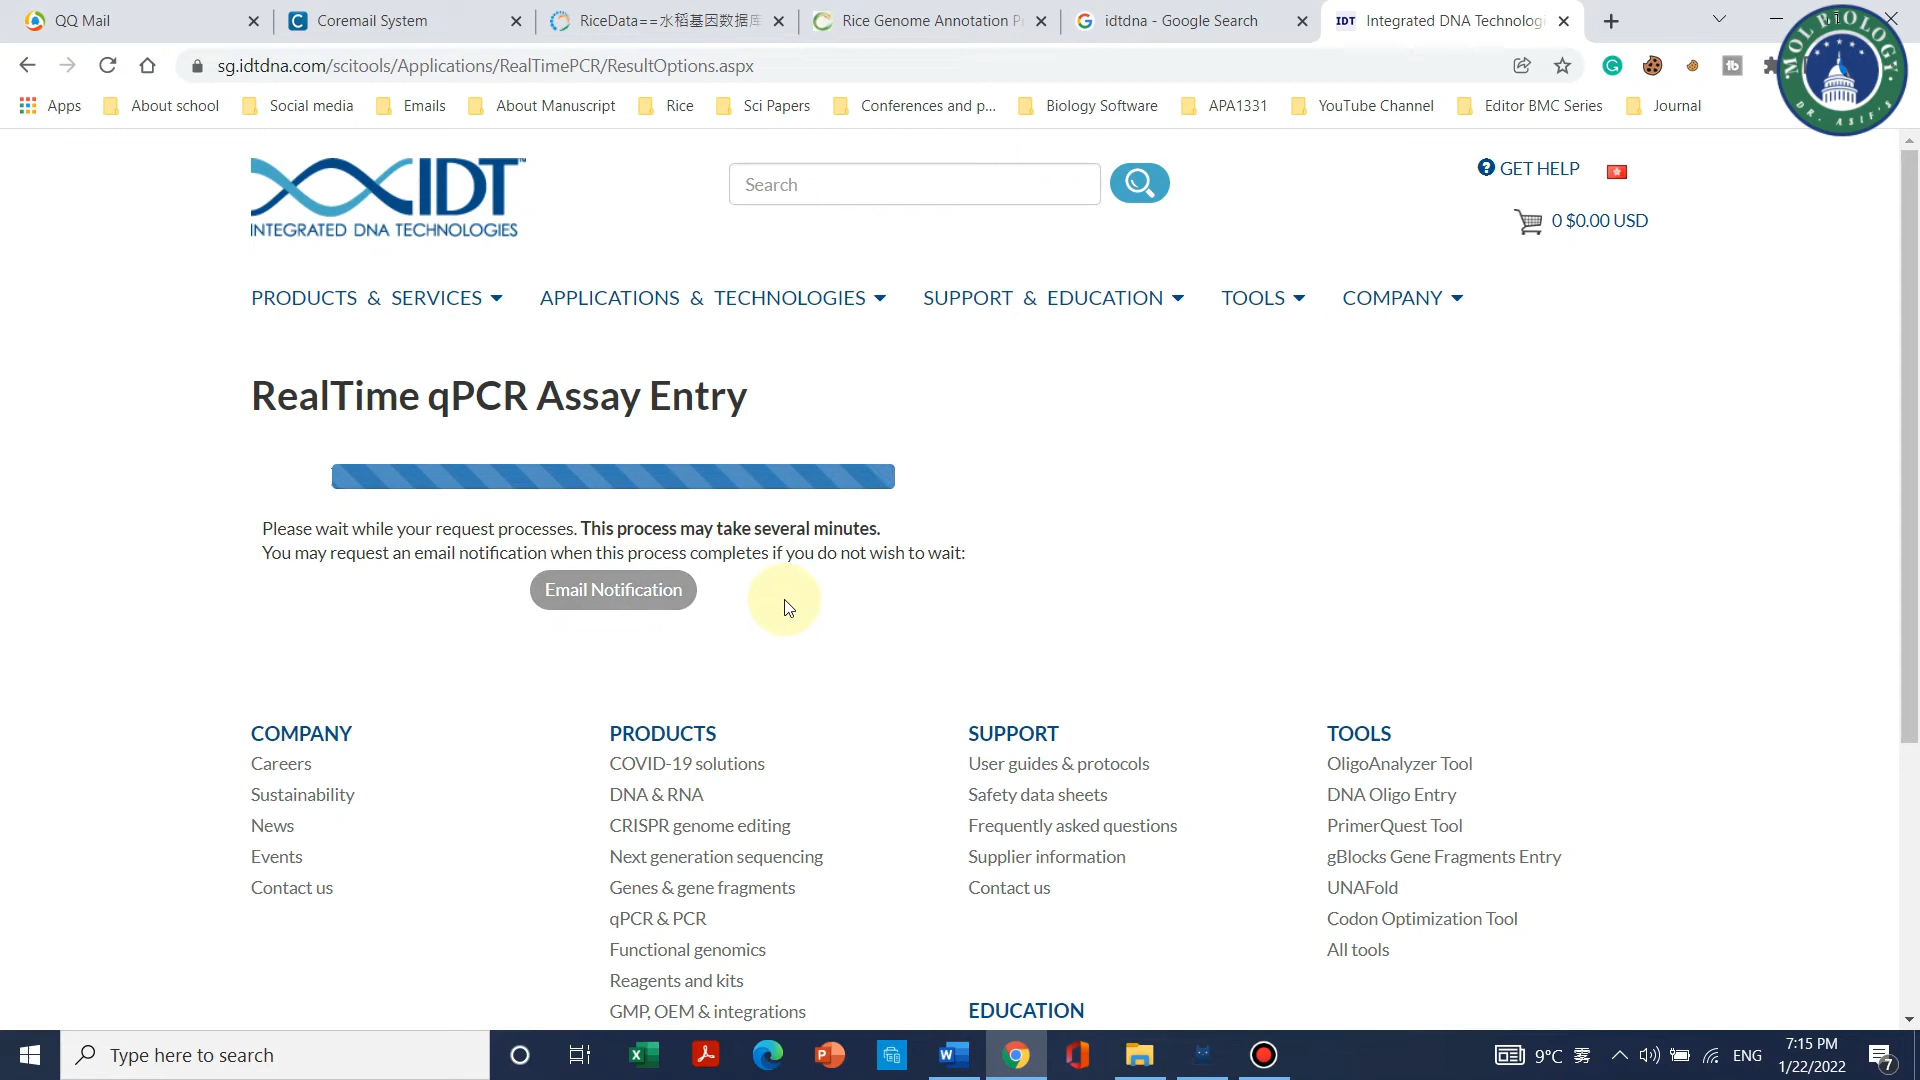 QQ Mail
Coremail System
RiceData==水稻基因数据库
Rice Genome Annotation Pr
idtdna - Google Search
IDT Integrated DNA Technologi
sg.idtdna.com/scitools/Applications/RealTimePCR/ResultOptions.aspx
Apps
About school
Social media
Emails
About Manuscript
Rice
Sci Papers
Conferences and p...
Biology Software
APA1331
YouTube Channel
Editor BMC Series
Journal
MOL BIOLOGY
DR. ASIF'S
IDT™
INTEGRATED DNA TECHNOLOGIES
Search
GET HELP
0 $0.00 USD
PRODUCTS & SERVICES
APPLICATIONS & TECHNOLOGIES
SUPPORT & EDUCATION
TOOLS
COMPANY
RealTime qPCR Assay Entry
Please wait while your request processes. This process may take several minutes.
You may request an email notification when this process completes if you do not wish to wait:
Email Notification
COMPANY
Careers
Sustainability
News
Events
Contact us
PRODUCTS
COVID-19 solutions
DNA & RNA
CRISPR genome editing
Next generation sequencing
Genes & gene fragments
qPCR & PCR
Functional genomics
Reagents and kits
GMP, OEM & integrations
SUPPORT
User guides & protocols
Safety data sheets
Frequently asked questions
Supplier information
Contact us
EDUCATION
TOOLS
OligoAnalyzer Tool
DNA Oligo Entry
PrimerQuest Tool
gBlocks Gene Fragments Entry
UNAFold
Codon Optimization Tool
All tools
Type here to search
9°C 雾
ENG
7:15 PM
1/22/2022
7